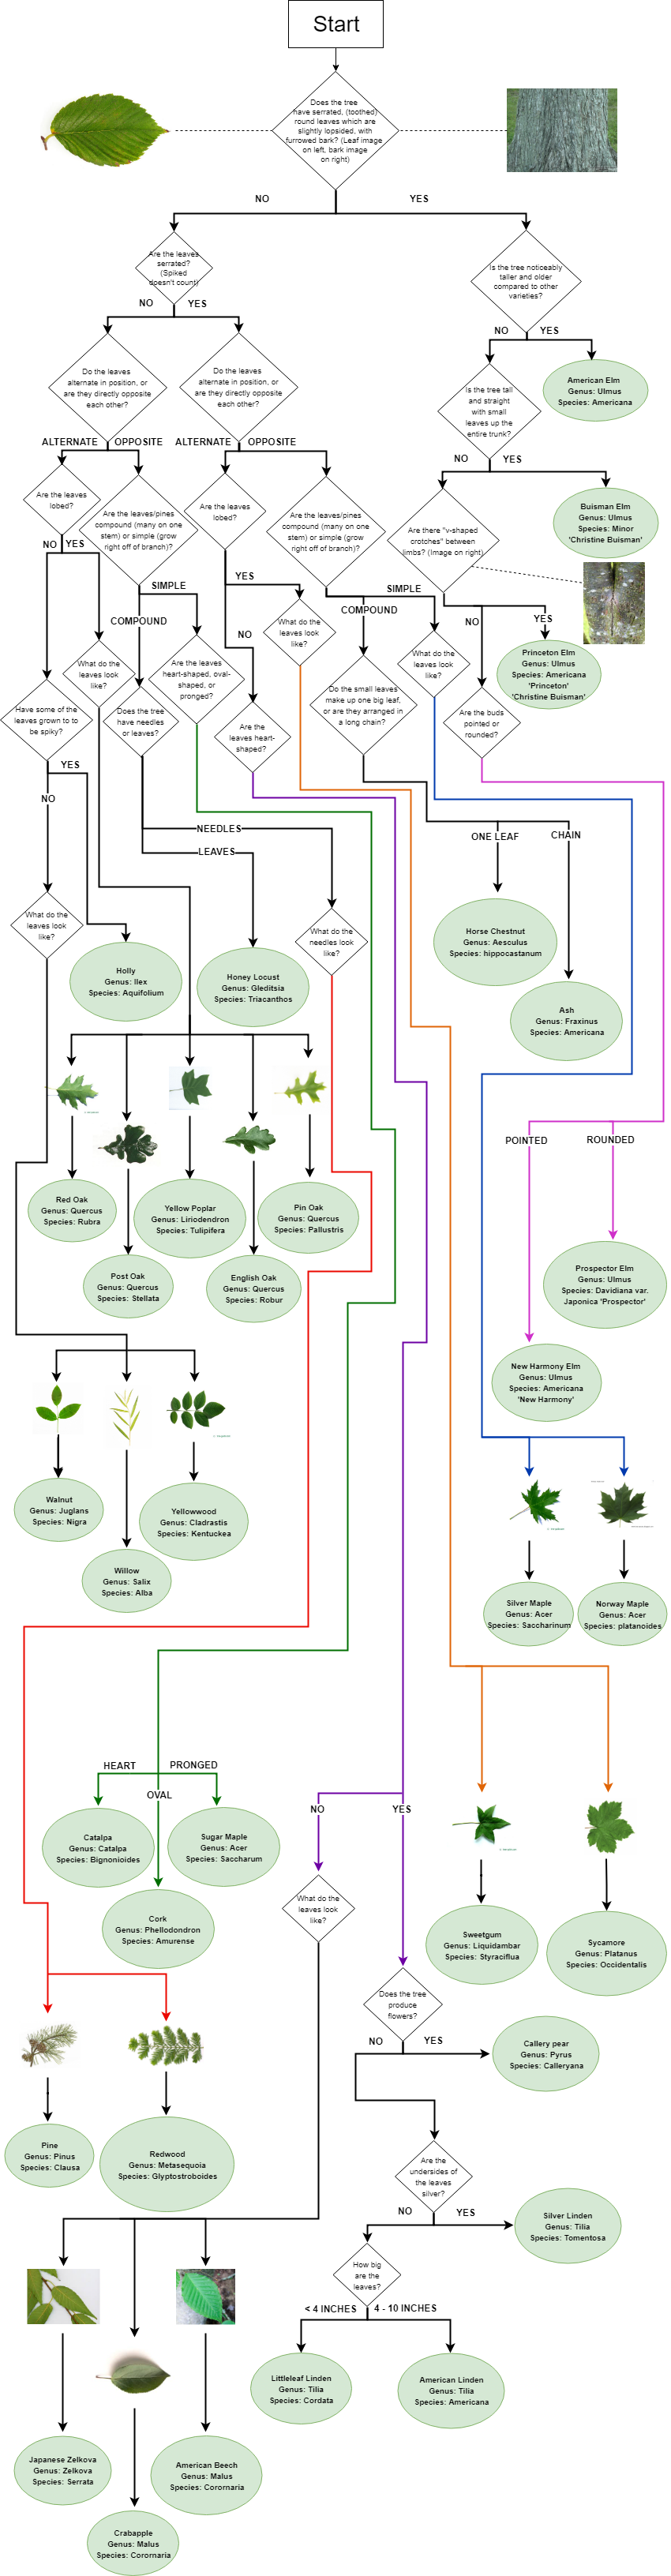 Start
Does the tree
have serrated, (toothed)
round leaves which are
slightly lopsided, with
furrowed bark? (Leaf image
on left, bark image
on right)
NO
YES
Are the leaves
serrated?
(Spiked
doesn't count)
Is the tree noticeably
taller and older
compared to other
varieties?
NO
YES
NO
YES
Do the leaves
alternate in position, or
are they directly opposite
each other?
Do the leaves
alternate in position, or
are they directly opposite
each other?
Is the tree tall
and straight
with small
leaves up the
entire trunk?
American Elm
Genus: Ulmus
Species: Americana
ALTERNATE
OPPOSITE
ALTERNATE
OPPOSITE
NO
YES
Are the leaves
lobed?
Are the leaves/pines
compound (many on one
stem) or simple (grow
right off of branch)?
Are the leaves
lobed?
Are the leaves/pines
compound (many on one
stem) or simple (grow
right off of branch)?
Are there "v-shaped
crotches" between
limbs? (Image on right)
Buisman Elm
Genus: Ulmus
Species: Minor
'Christine Buisman'
NO
YES
SIMPLE
COMPOUND
YES
NO
SIMPLE
COMPOUND
NO
YES
What do the
leaves look
like?
Are the leaves
heart-shaped, oval-
shaped, or
pronged?
What do the
leaves look
like?
Do the small leaves
make up one big leaf,
or are they arranged in
a long chain?
What do the
leaves look
like?
Princeton Elm
Genus: Ulmus
Species: Americana
'Princeton'
'Christine Buisman'
Have some of the
leaves grown to to
be spiky?
Does the tree
have needles
or leaves?
Are the
leaves heart-
shaped?
Are the buds
pointed or
rounded?
YES
NO
NEEDLES
LEAVES
ONE LEAF
CHAIN
What do the
leaves look
like?
What do the
needles look
like?
Holly
Genus: Ilex
Species: Aquifolium
Honey Locust
Genus: Gleditsia
Species: Triacanthos
Horse Chestnut
Genus: Aesculus
Species: hippocastanum
Ash
Genus: Fraxinus
Species: Americana
POINTED
ROUNDED
Red Oak
Genus: Quercus
Species: Rubra
Yellow Poplar
Genus: Liriodendron
Species: Tulipifera
Pin Oak
Genus: Quercus
Species: Pallustris
Post Oak
Genus: Quercus
Species: Stellata
English Oak
Genus: Quercus
Species: Robur
Prospector Elm
Genus: Ulmus
Species: Davidiana var.
Japonica 'Prospector'
New Harmony Elm
Genus: Ulmus
Species: Americana
'New Harmony'
Walnut
Genus: Juglans
Species: Nigra
Yellowwood
Genus: Cladrastis
Species: Kentuckea
Willow
Genus: Salix
Species: Alba
Silver Maple
Genus: Acer
Species: Saccharinum
Norway Maple
Genus: Acer
Species: platanoides
HEART
PRONGED
OVAL
NO
YES
Catalpa
Genus: Catalpa
Species: Bignonioides
Sugar Maple
Genus: Acer
Species: Saccharum
Cork
Genus: Phellodondron
Species: Amurense
What do the
leaves look
like?
Sweetgum
Genus: Liquidambar
Species: Styraciflua
Sycamore
Genus: Platanus
Species: Occidentalis
Does the tree
produce
flowers?
NO
YES
Callery pear
Genus: Pyrus
Species: Calleryana
Pine
Genus: Pinus
Species: Clausa
Redwood
Genus: Metasequoia
Species: Glyptostroboides
Are the
undersides of
the leaves
silver?
NO
YES
Silver Linden
Genus: Tilia
Species: Tomentosa
How big
are the
leaves?
< 4 INCHES
4 - 10 INCHES
Littleleaf Linden
Genus: Tilia
Species: Cordata
American Linden
Genus: Tilia
Species: Americana
Japanese Zelkova
Genus: Zelkova
Species: Serrata
American Beech
Genus: Malus
Species: Corornaria
Crabapple
Genus: Malus
Species: Corornaria